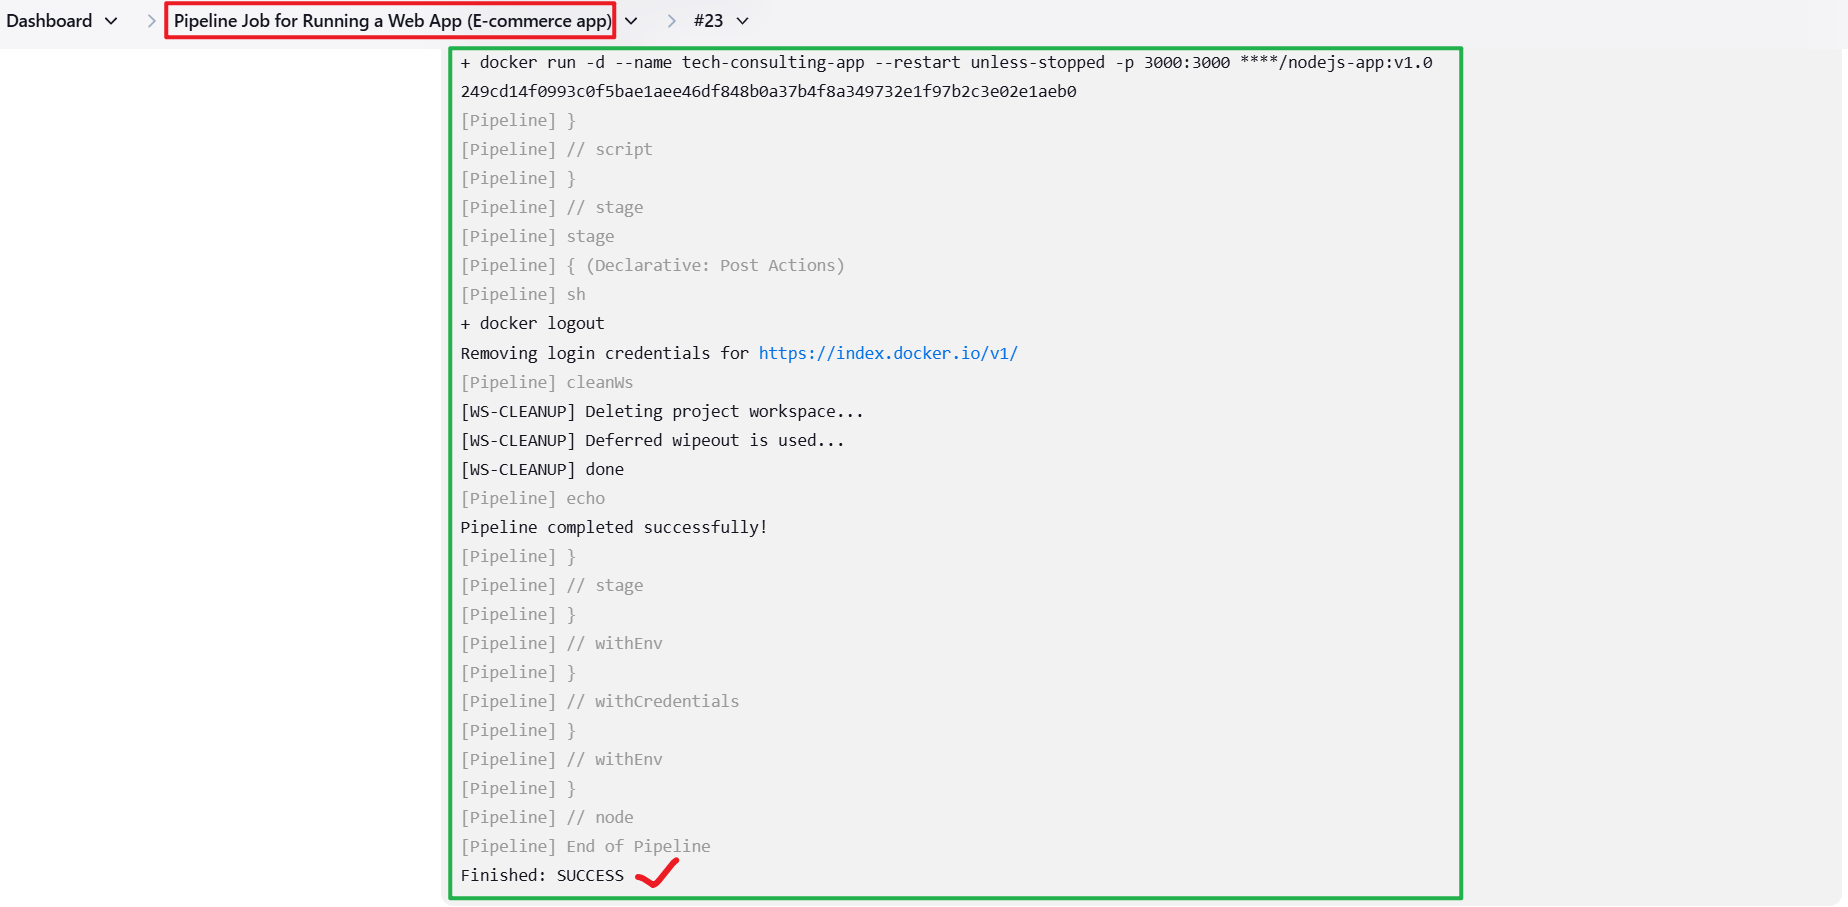 Dashboard > Pipeline Job for Running a Web App (E-commerce app) > #23
+ docker run -d --name tech-consulting-app --restart unless-stopped -p 3000:3000 ****/nodejs-app:v1.0
249cd14f0993c0f5bae1aee46df848b0a37b4f8a349732e1f97b2c3e02e1aeb0
[Pipeline] }
[Pipeline] // script
[Pipeline] }
[Pipeline] // stage
[Pipeline] stage
[Pipeline] { (Declarative: Post Actions)
[Pipeline] sh
+ docker logout
Removing login credentials for https://index.docker.io/v1/
[Pipeline] cleanWs
[WS-CLEANUP] Deleting project workspace...
[WS-CLEANUP] Deferred wipeout is used...
[WS-CLEANUP] done
[Pipeline] echo
Pipeline completed successfully!
[Pipeline] }
[Pipeline] // stage
[Pipeline] }
[Pipeline] // withEnv
[Pipeline] }
[Pipeline] // withCredentials
[Pipeline] }
[Pipeline] // withEnv
[Pipeline] }
[Pipeline] // node
[Pipeline] End of Pipeline
Finished: SUCCESS